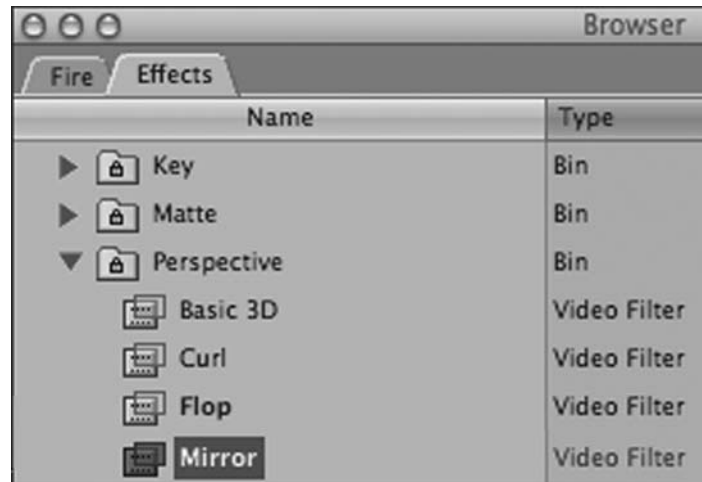 Browser
Fire Effects
Name Type
Key Bin
Matte Bin
Perspective Bin
Basic 3D Video Filter
Curl Video Filter
Flop Video Filter
Mirror Video Filter